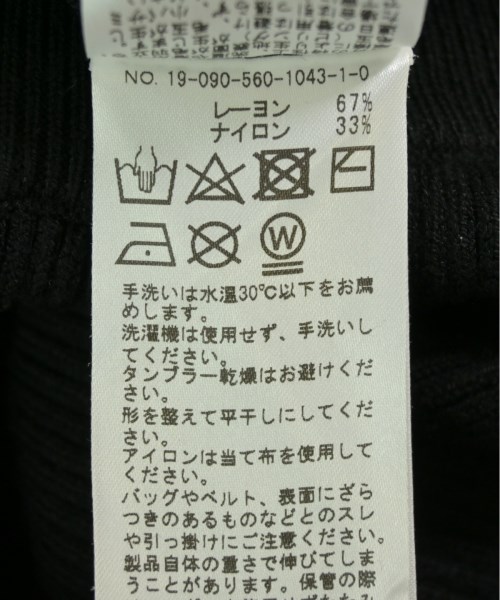 NO. 19-090-560-1043-1-0
レーヨン 67%
ナイロン 33%
W
手洗いは水温30℃以下をお薦
めします。
洗濯機は使用せず、手洗いし
てください。
タンブラー乾燥はお避けくだ
さい。
形を整えて平干しにしてくだ
さい。
アイロンは当て布を使用して
ください。
バッグやベルト、表面にざら
つきのあるものなどとのスレ
や引っ掛けにご注意ください。
製品自体の重さで伸びてしま
うことがあります。保管の際